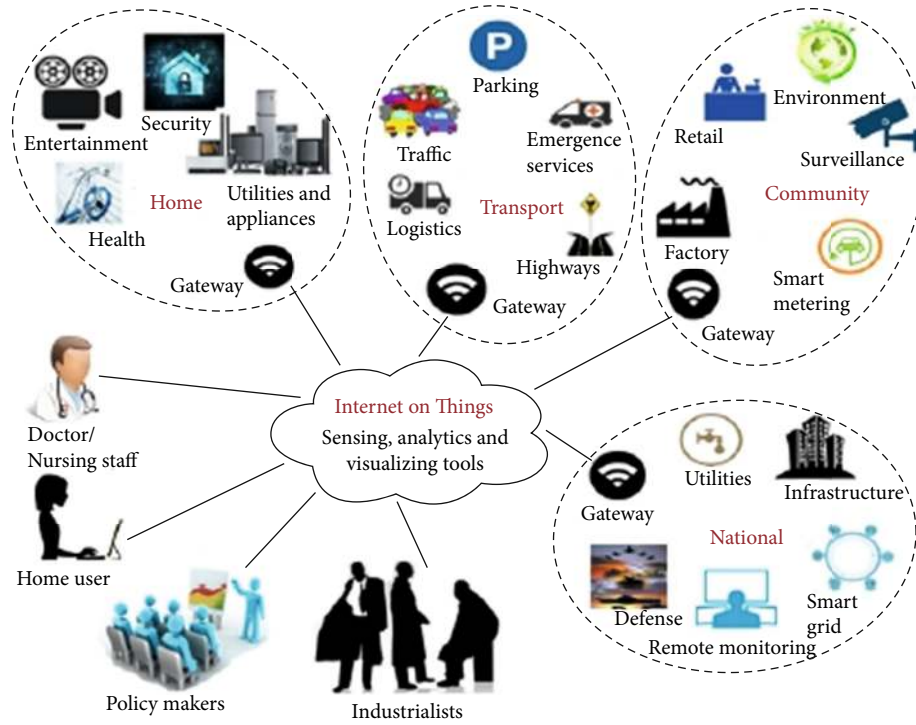 P
Parking
Entertainment
Security
Utilities and
appliances
Home
Health
Gateway
Traffic
Emergence
services
Logistics
Transport
Highways
Gateway
Environment
Retail
Surveillance
Community
Factory
Smart
metering
Gateway
Internet on Things
Sensing, analytics and
visualizing tools
Doctor/
Nursing staff
Home user
Policy makers
Industrialists
Utilities
Infrastructure
Gateway
National
Defense
Remote monitoring
Smart
grid